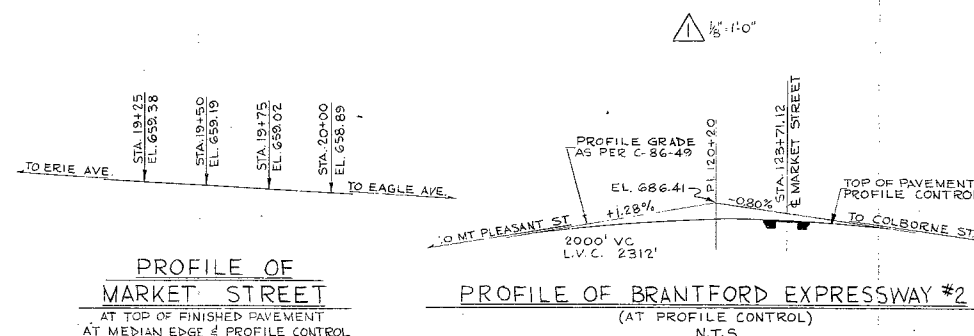 1
⅛"=1'-0"
STA. 19+25
EL. 659.38
STA. 19+50
EL. 659.19
STA. 19+75
EL. 659.02
STA. 20+00
EL. 658.89
TO ERIE AVE.
TO EAGLE AVE.
PROFILE OF
MARKET STREET
AT TOP OF FINISHED PAVEMENT
AT MEDIAN EDGE & PROFILE CONTROL
PROFILE GRADE
AS PER C-86-49
EL. 686.41
P.I. 120+20
STA. 123+71.12
℄ MARKET STREET
TOP OF PAVEMENT
PROFILE CONTROL
+1.28%
-0.80%
TO MT PLEASANT ST.
TO COLBORNE ST.
2000' VC
L.V.C. 2312'
PROFILE OF BRANTFORD EXPRESSWAY #2
(AT PROFILE CONTROL)
N.T.S.